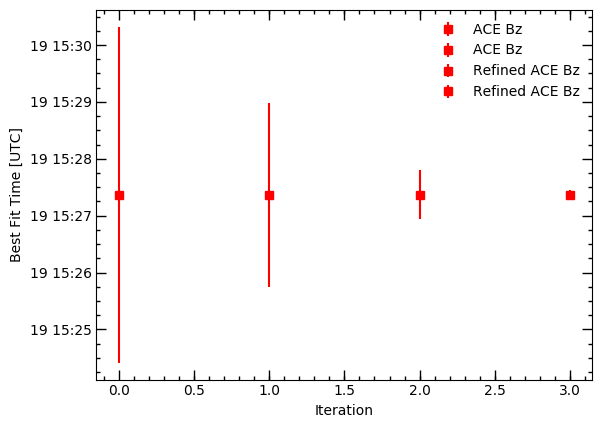 ACE Bz
ACE Bz
Refined ACE Bz
Refined ACE Bz
19 15:30
19 15:29
19 15:28
19 15:27
19 15:26
19 15:25
Best Fit Time [UTC]
0.0 0.5 1.0 1.5 2.0 2.5 3.0
Iteration